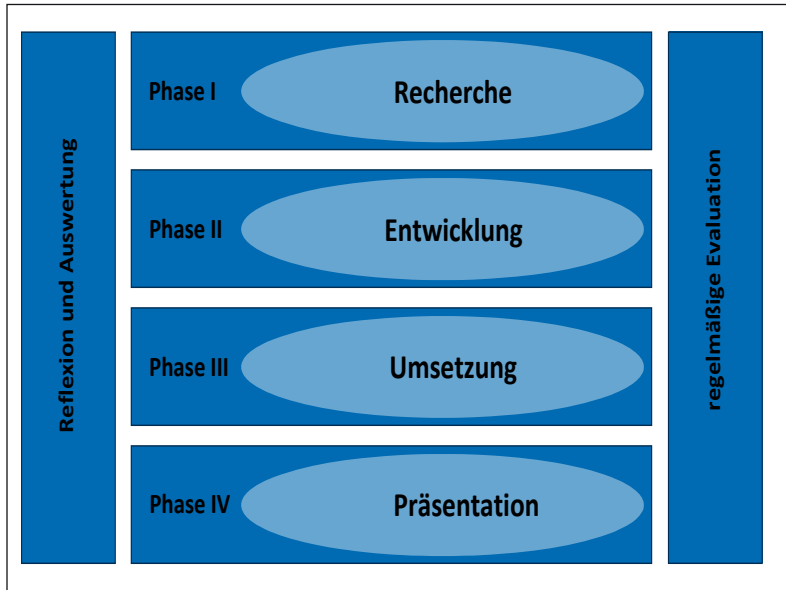 Reflexion und Auswertung
Phase I
Recherche
Phase II
Entwicklung
Phase III
Umsetzung
Phase IV
Präsentation
regelmäßige Evaluation